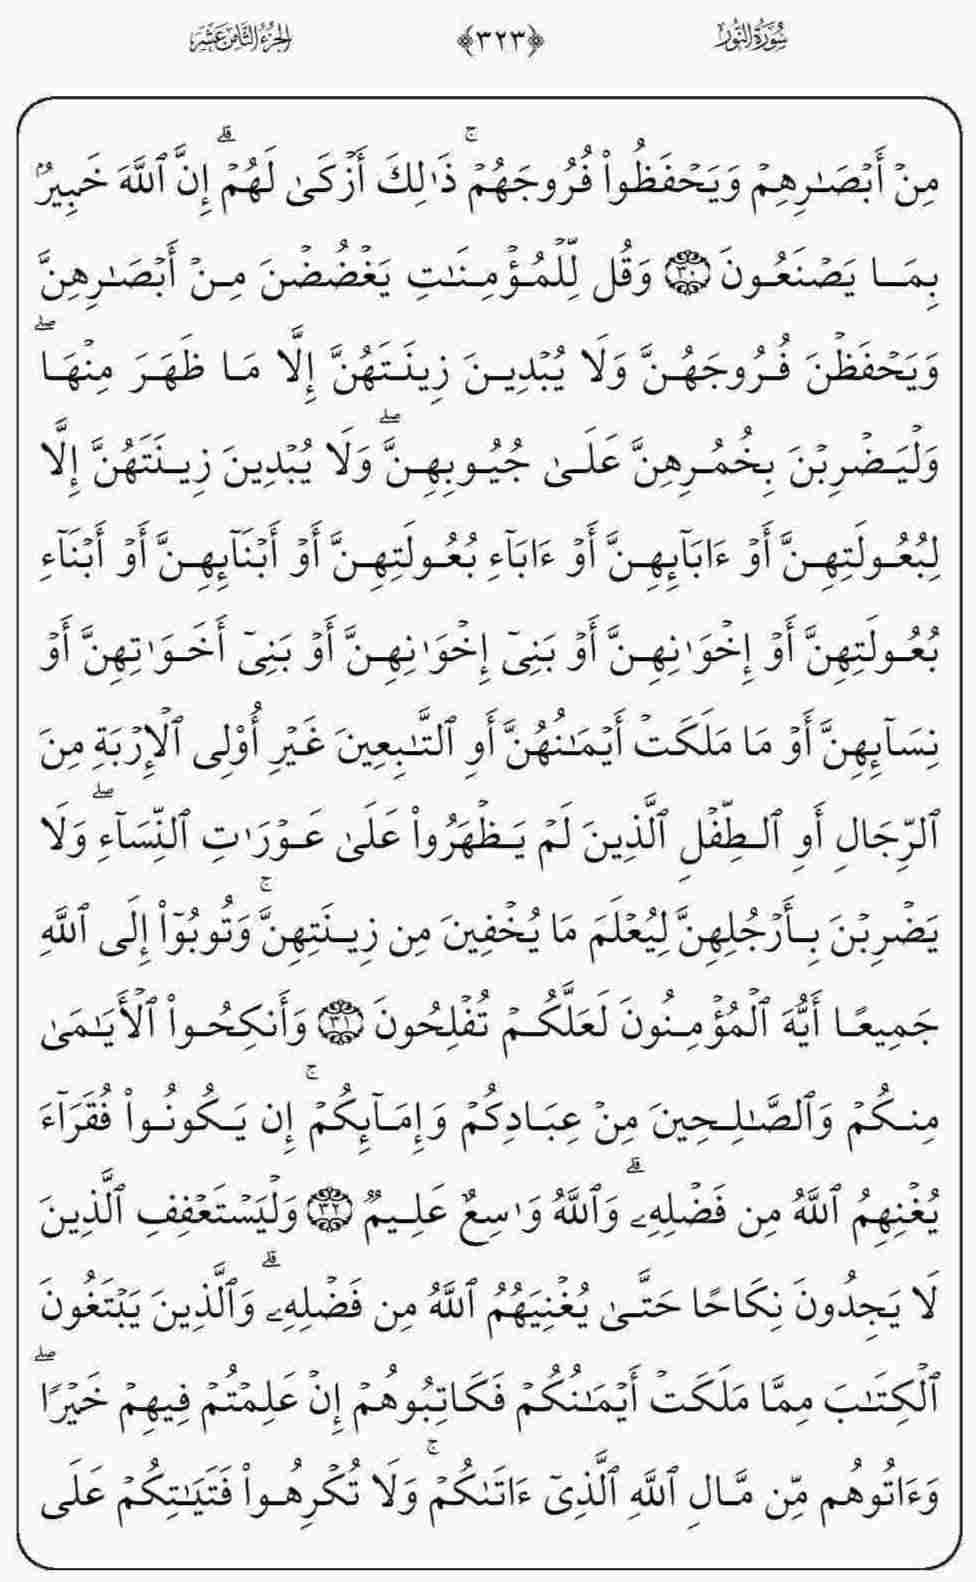 سُورَةُ النُّورِ ﴿٣٢٣﴾ الجُزْءُ الثَّامِنَ عَشَرَ
مِنْ أَبْصَـٰرِهِمْ وَيَحْفَظُوا۟ فُرُوجَهُمْ ۚ ذَٰلِكَ أَزْكَىٰ لَهُمْ ۗ إِنَّ ٱللَّهَ خَبِيرٌۢ
بِمَا يَصْنَعُونَ ٣٠ وَقُل لِّلْمُؤْمِنَـٰتِ يَغْضُضْنَ مِنْ أَبْصَـٰرِهِنَّ
وَيَحْفَظْنَ فُرُوجَهُنَّ وَلَا يُبْدِينَ زِينَتَهُنَّ إِلَّا مَا ظَهَرَ مِنْهَا ۖ
وَلْيَضْرِبْنَ بِخُمُرِهِنَّ عَلَىٰ جُيُوبِهِنَّ ۖ وَلَا يُبْدِينَ زِينَتَهُنَّ إِلَّا
لِبُعُولَتِهِنَّ أَوْ ءَابَآئِهِنَّ أَوْ ءَابَآءِ بُعُولَتِهِنَّ أَوْ أَبْنَآئِهِنَّ أَوْ أَبْنَآءِ
بُعُولَتِهِنَّ أَوْ إِخْوَٰنِهِنَّ أَوْ بَنِىٓ إِخْوَٰنِهِنَّ أَوْ بَنِىٓ أَخَوَٰتِهِنَّ أَوْ
نِسَآئِهِنَّ أَوْ مَا مَلَكَتْ أَيْمَـٰنُهُنَّ أَوِ ٱلتَّـٰبِعِينَ غَيْرِ أُو۟لِى ٱلْإِرْبَةِ مِنَ
ٱلرِّجَالِ أَوِ ٱلطِّفْلِ ٱلَّذِينَ لَمْ يَظْهَرُوا۟ عَلَىٰ عَوْرَٰتِ ٱلنِّسَآءِ ۖ وَلَا
يَضْرِبْنَ بِأَرْجُلِهِنَّ لِيُعْلَمَ مَا يُخْفِينَ مِن زِينَتِهِنَّ ۚ وَتُوبُوٓا۟ إِلَى ٱللَّهِ
جَمِيعًا أَيُّهَ ٱلْمُؤْمِنُونَ لَعَلَّكُمْ تُفْلِحُونَ ٣١ وَأَنكِحُوا۟ ٱلْأَيَـٰمَىٰ
مِنكُمْ وَٱلصَّـٰلِحِينَ مِنْ عِبَادِكُمْ وَإِمَآئِكُمْ ۚ إِن يَكُونُوا۟ فُقَرَآءَ
يُغْنِهِمُ ٱللَّهُ مِن فَضْلِهِۦ ۗ وَٱللَّهُ وَٰسِعٌ عَلِيمٌ ٣٢ وَلْيَسْتَعْفِفِ ٱلَّذِينَ
لَا يَجِدُونَ نِكَاحًا حَتَّىٰ يُغْنِيَهُمُ ٱللَّهُ مِن فَضْلِهِۦ ۗ وَٱلَّذِينَ يَبْتَغُونَ
ٱلْكِتَـٰبَ مِمَّا مَلَكَتْ أَيْمَـٰنُكُمْ فَكَاتِبُوهُمْ إِنْ عَلِمْتُمْ فِيهِمْ خَيْرًا ۖ
وَءَاتُوهُم مِّن مَّالِ ٱللَّهِ ٱلَّذِىٓ ءَاتَىٰكُمْ ۚ وَلَا تُكْرِهُوا۟ فَتَيَـٰتِكُمْ عَلَى